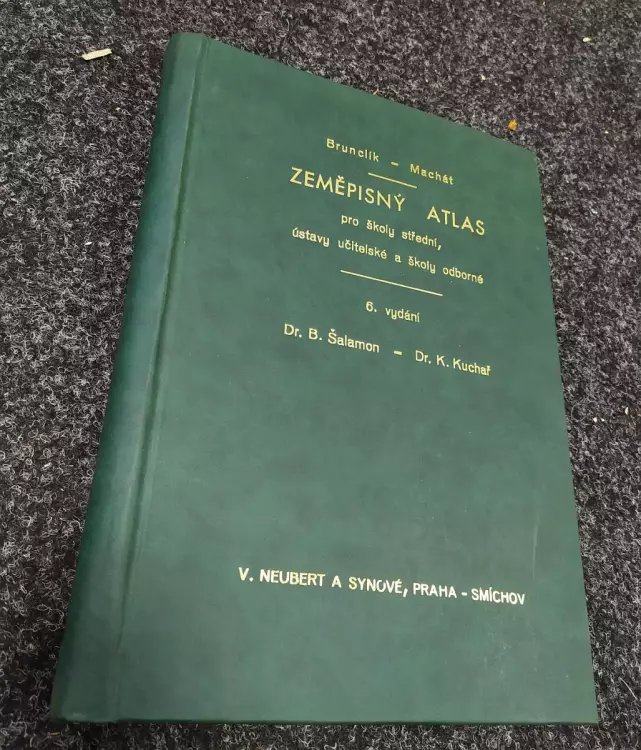 Brunclík - Machát
ZEMĚPISNÝ ATLAS
pro školy střední,
ústavy učitelské a školy odborné
6. vydání
Dr. B. Šalamon - Dr. K. Kuchař
V. NEUBERT A SYNOVÉ, PRAHA - SMÍCHOV